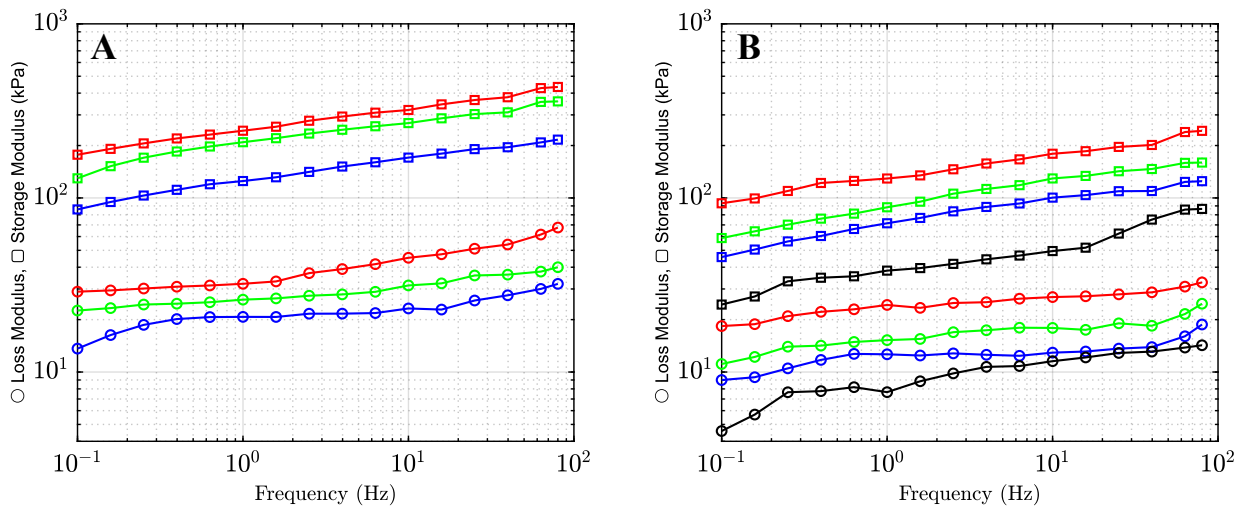 A
10³
10²
10¹
10⁻¹ 10⁰ 10¹ 10²
Frequency (Hz)
○ Loss Modulus, □ Storage Modulus (kPa)
B
10³
10²
10¹
10⁻¹ 10⁰ 10¹ 10²
Frequency (Hz)
○ Loss Modulus, □ Storage Modulus (kPa)